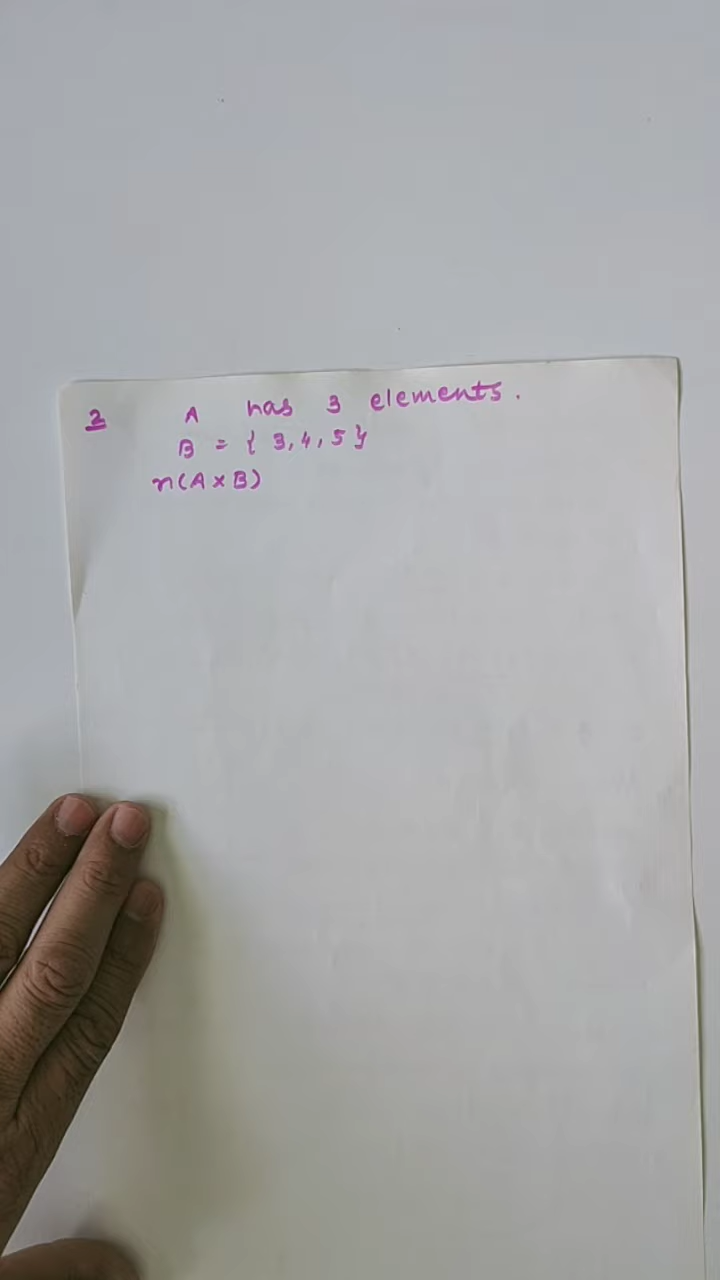 2 A has 3 elements.
B = { 3, 4, 5 }
n(A × B)